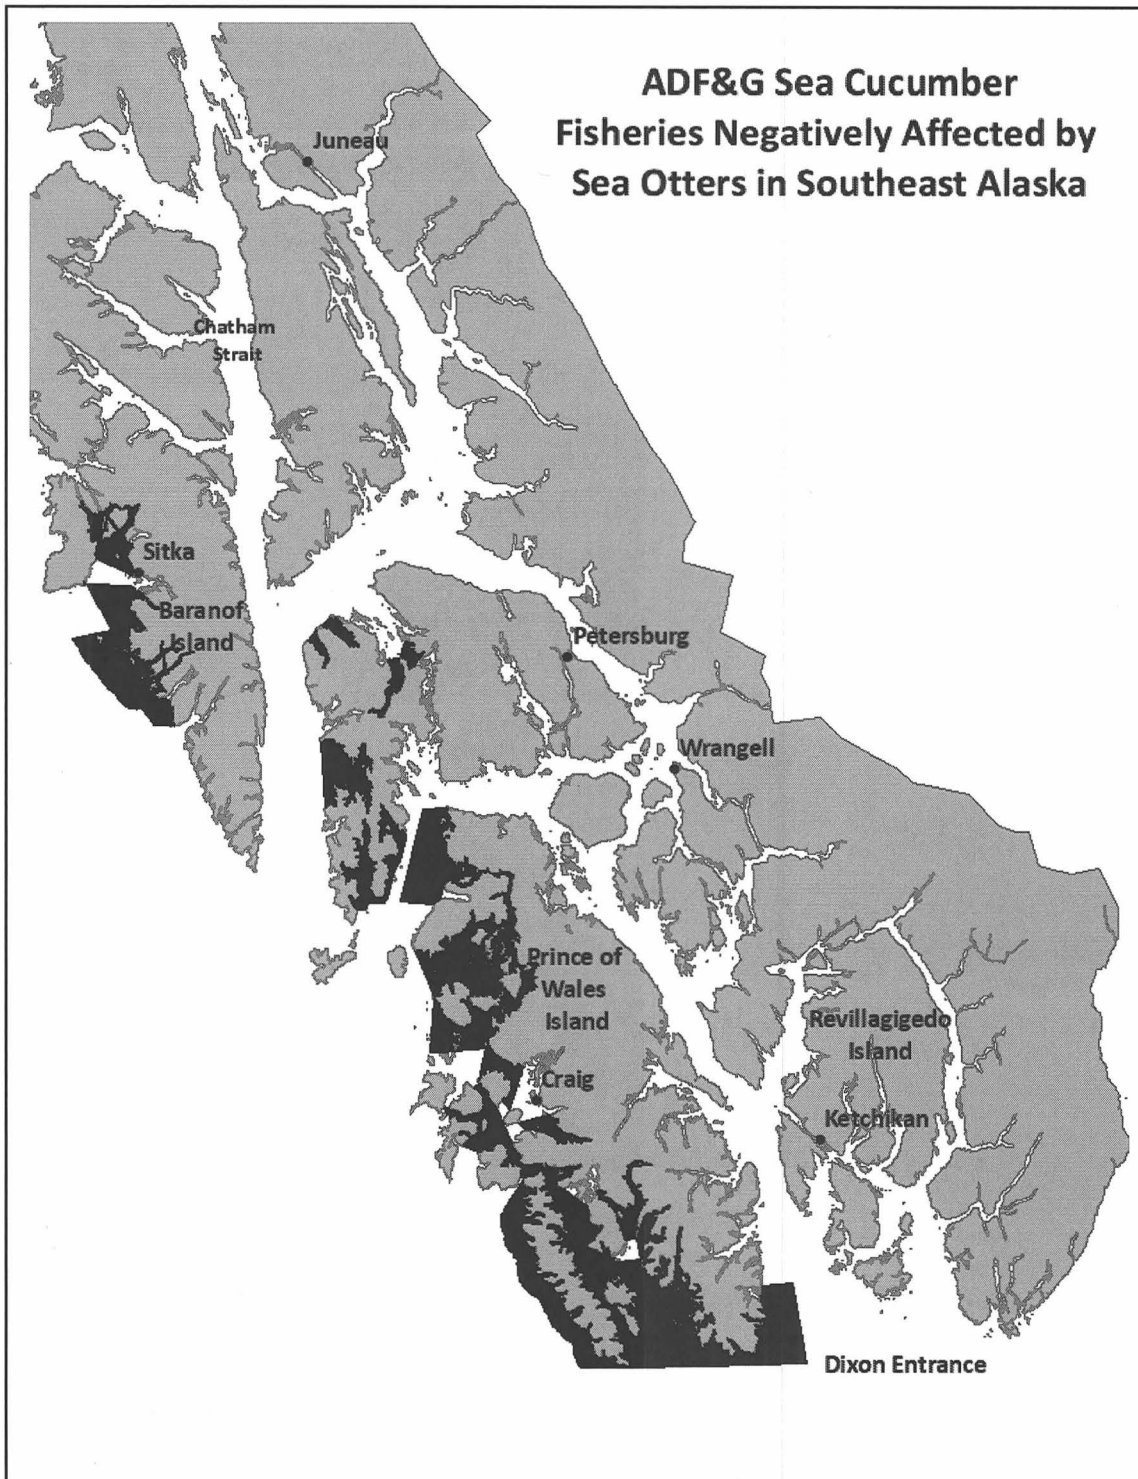 ADF&G Sea Cucumber
Fisheries Negatively Affected by
Sea Otters in Southeast Alaska
Juneau
Chatham
Strait
Sitka
Baranof
Island
Petersburg
Wrangell
Prince of
Wales
Island
Revillagigedo
Island
Craig
Ketchikan
Dixon Entrance